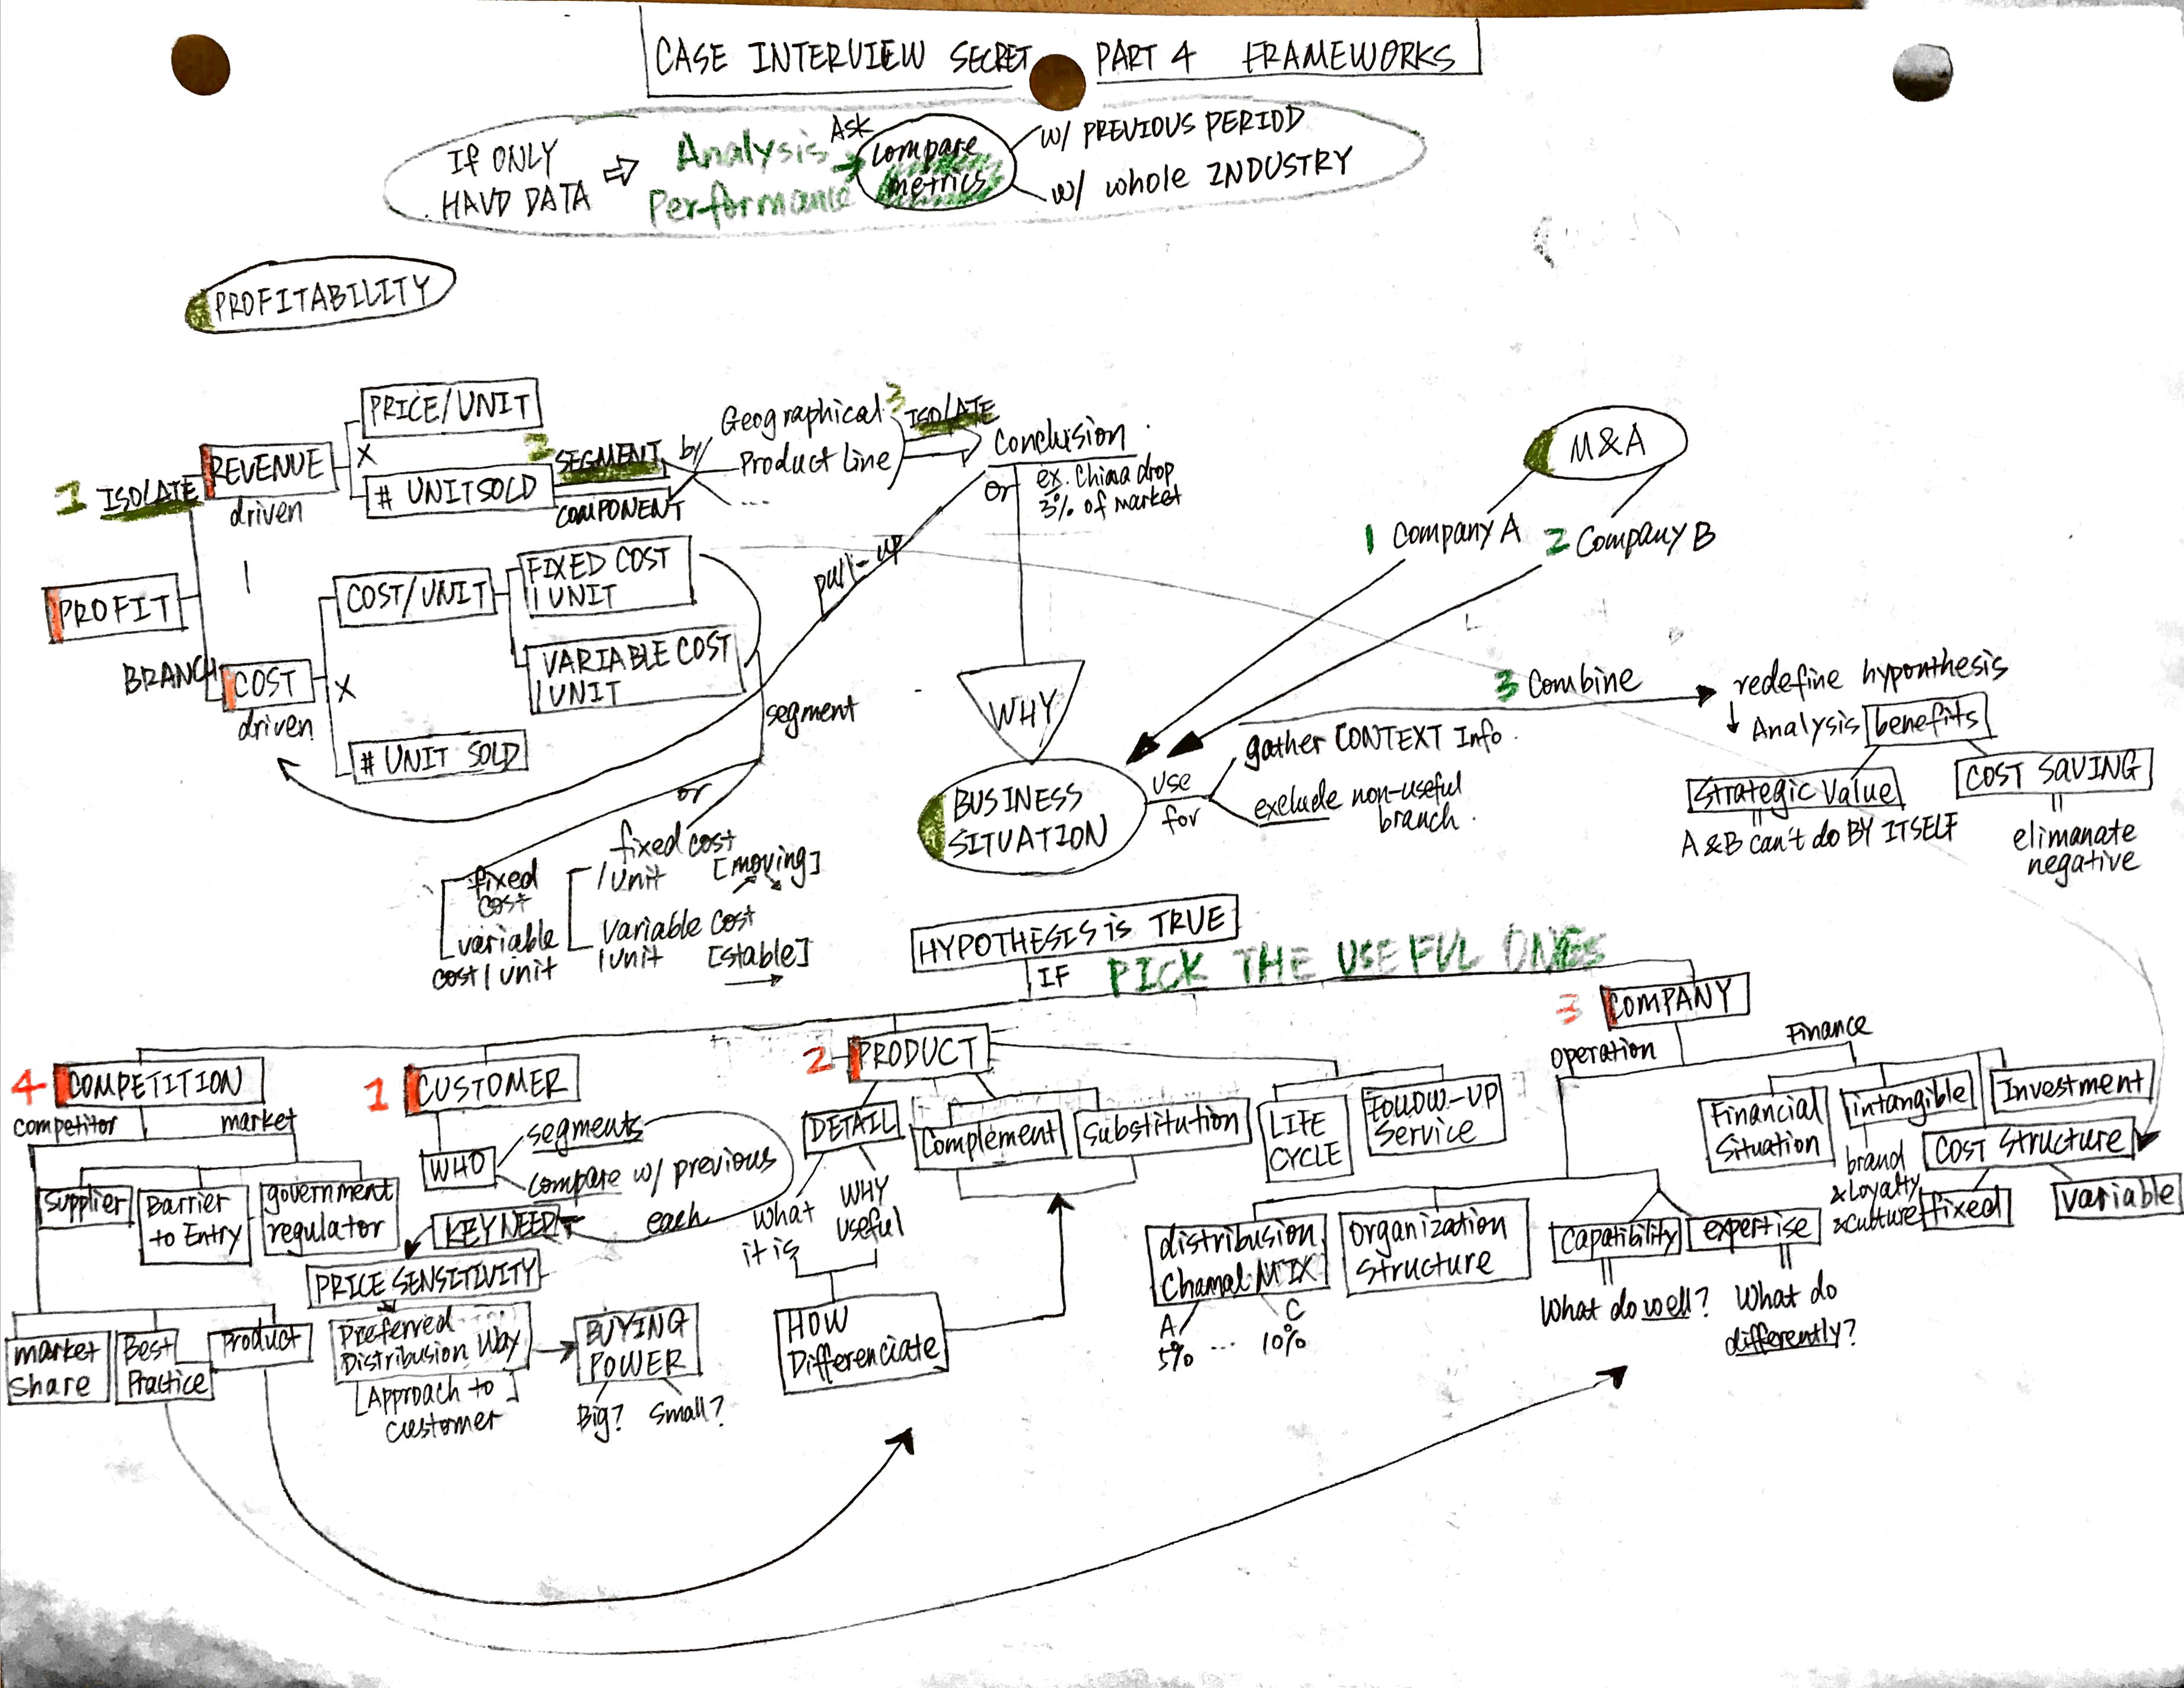 CASE INTERVIEW SECRET PART 4 FRAMEWORKS
If ONLY
HAVD DATA
⇨
Analysis
Performance
Ask
compare
metrics
w/ PREVIOUS PERIOD
w/ whole INDUSTRY
PROFITABILITY
1 ISOLATE
REVENUE
driven
PRICE/UNIT
X
# UNIT SOLD
2 SEGMENT
COMPONENT
by
Geographical
Product Line
...
3 ISOLATE
Conclusion
or
ex. China drop
3% of market
PROFIT
BRANCH
COST
driven
COST/UNIT
X
# UNIT SOLD
FIXED COST
/ UNIT
VARIABLE COST
/ UNIT
segment
pull-up
or
fixed
cost
variable
cost / unit
fixed cost
/unit [moving]
variable cost
/unit [stable]
WHY
BUSINESS
SITUATION
use
for
gather CONTEXT Info.
exclude non-useful
branch.
M&A
1 Company A
2 Company B
3 Combine
redefine hyponthesis
↓ Analysis benefits
Strategic Value
A & B can't do BY ITSELF
COST SAVING
elimanate
negative
HYPOTHESIS is TRUE
IF
PICK THE USEFUL ONES
4 COMPETITION
competitor
market
supplier
Barrier
to Entry
government
regulator
market
share
Best
Practice
Product
1 CUSTOMER
WHO
segments
compare w/ previous
each
KEY NEED
PRICE SENSITIVITY
Preferred
Distribusion Way
[Approach to]
customer
BUYING
POWER
Big? Small?
2 PRODUCT
DETAIL
what
it is
WHY
useful
HOW
Differenciate
Complement
Substitution
LIFE
CYCLE
FOLLOW-UP
Service
3 COMPANY
operation
Finance
distribusion
Channal MIX
A
5%
...
C
10%
Organization
Structure
Capatibility
What do well?
expertise
What do
differently?
Financial
Situation
intangible
brand
& Loyalty
& culture
Investment
COST Structure
fixed
variable